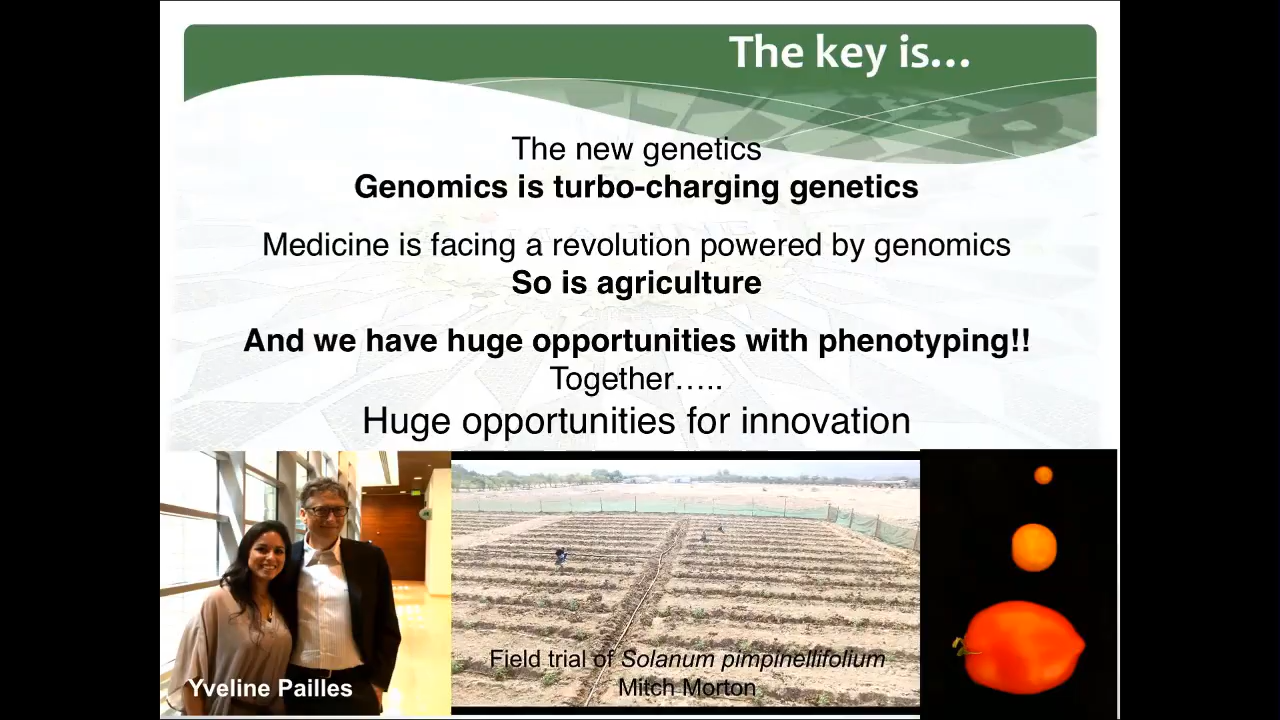 The key is...
The new genetics
Genomics is turbo-charging genetics
Medicine is facing a revolution powered by genomics
So is agriculture
And we have huge opportunities with phenotyping!!
Together.....
Huge opportunities for innovation
Yveline Pailles
Field trial of Solanum pimpinellifolium
Mitch Morton